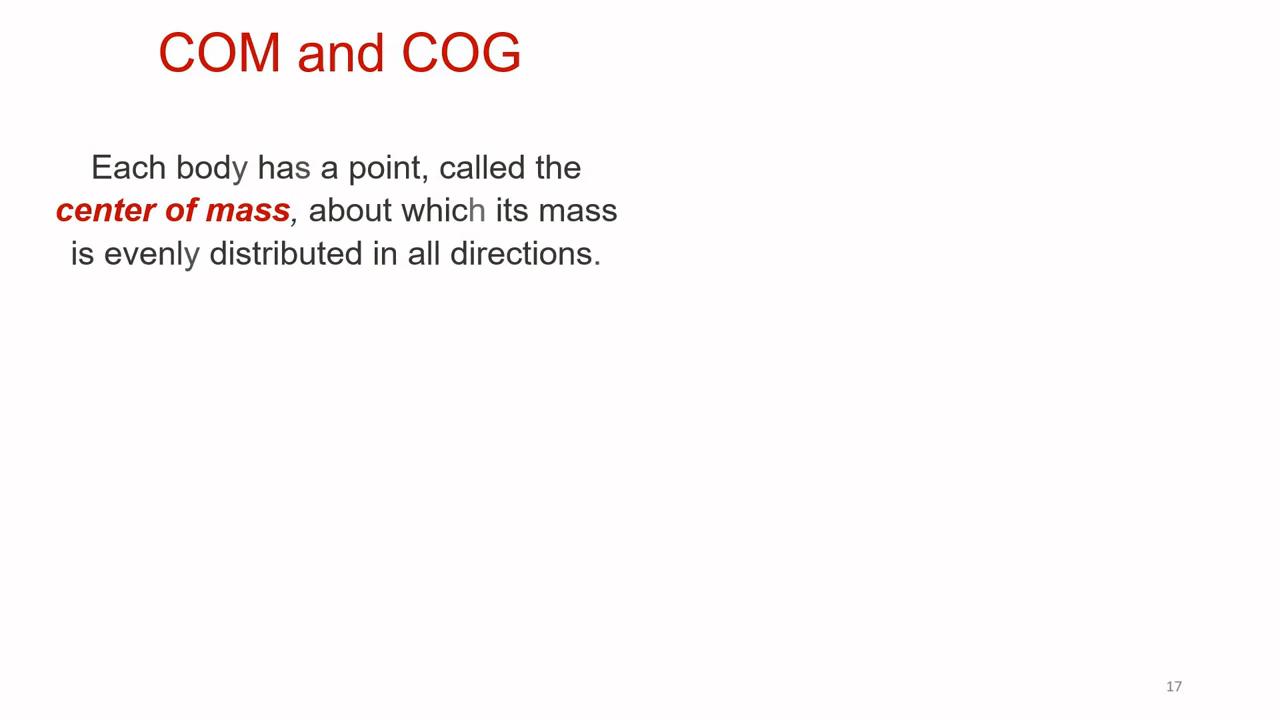 COM and COG
Each body has a point, called the
center of mass, about which its mass
is evenly distributed in all directions.
17